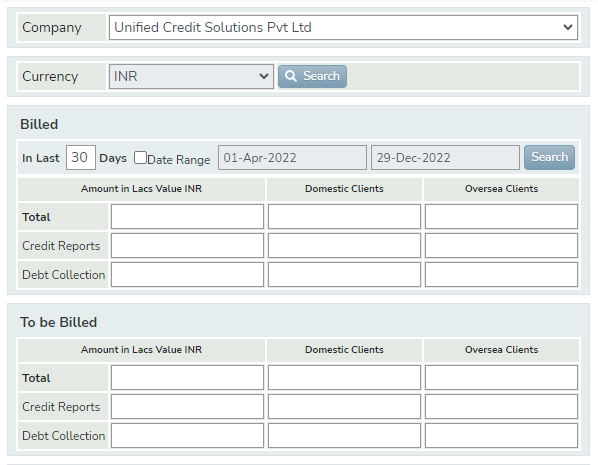 Company Unified Credit Solutions Pvt Ltd
Currency INR Search
Billed
In Last 30 Days Date Range 01-Apr-2022 29-Dec-2022 Search
Amount in Lacs Value INR Domestic Clients Oversea Clients
Total
Credit Reports
Debt Collection
To be Billed
Amount in Lacs Value INR Domestic Clients Oversea Clients
Total
Credit Reports
Debt Collection